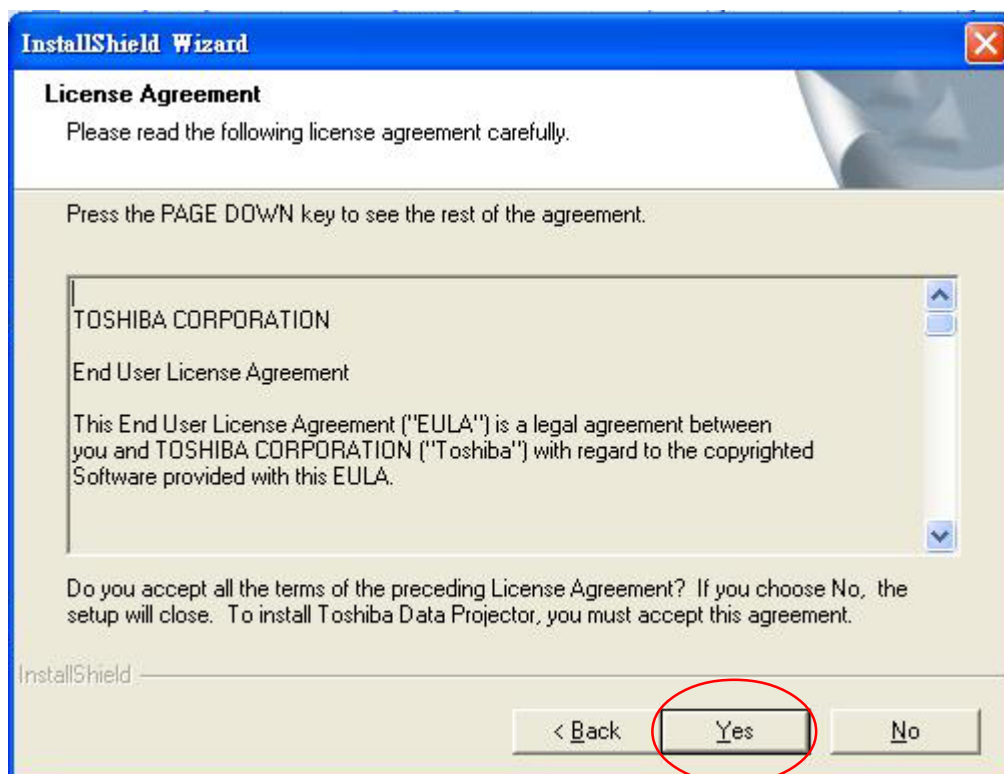 InstallShield Wizard
License Agreement
Please read the following license agreement carefully.
Press the PAGE DOWN key to see the rest of the agreement.
TOSHIBA CORPORATION
End User License Agreement
This End User License Agreement ("EULA") is a legal agreement between
you and TOSHIBA CORPORATION ("Toshiba") with regard to the copyrighted
Software provided with this EULA.
Do you accept all the terms of the preceding License Agreement? If you choose No, the
setup will close. To install Toshiba Data Projector, you must accept this agreement.
InstallShield
< Back Yes No